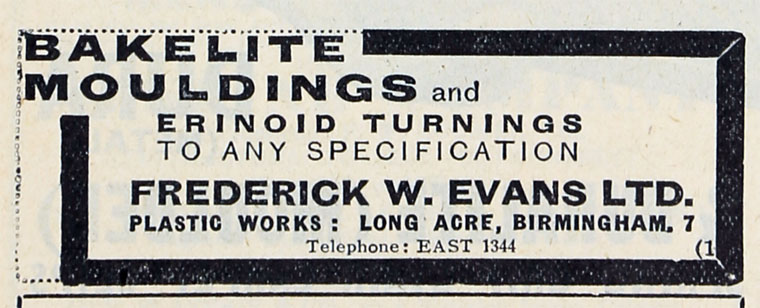 BAKELITE
MOULDINGS and
ERINOID TURNINGS
TO ANY SPECIFICATION
FREDERICK W. EVANS LTD.
PLASTIC WORKS: LONG ACRE, BIRMINGHAM. 7
Telephone: EAST 1344
(1